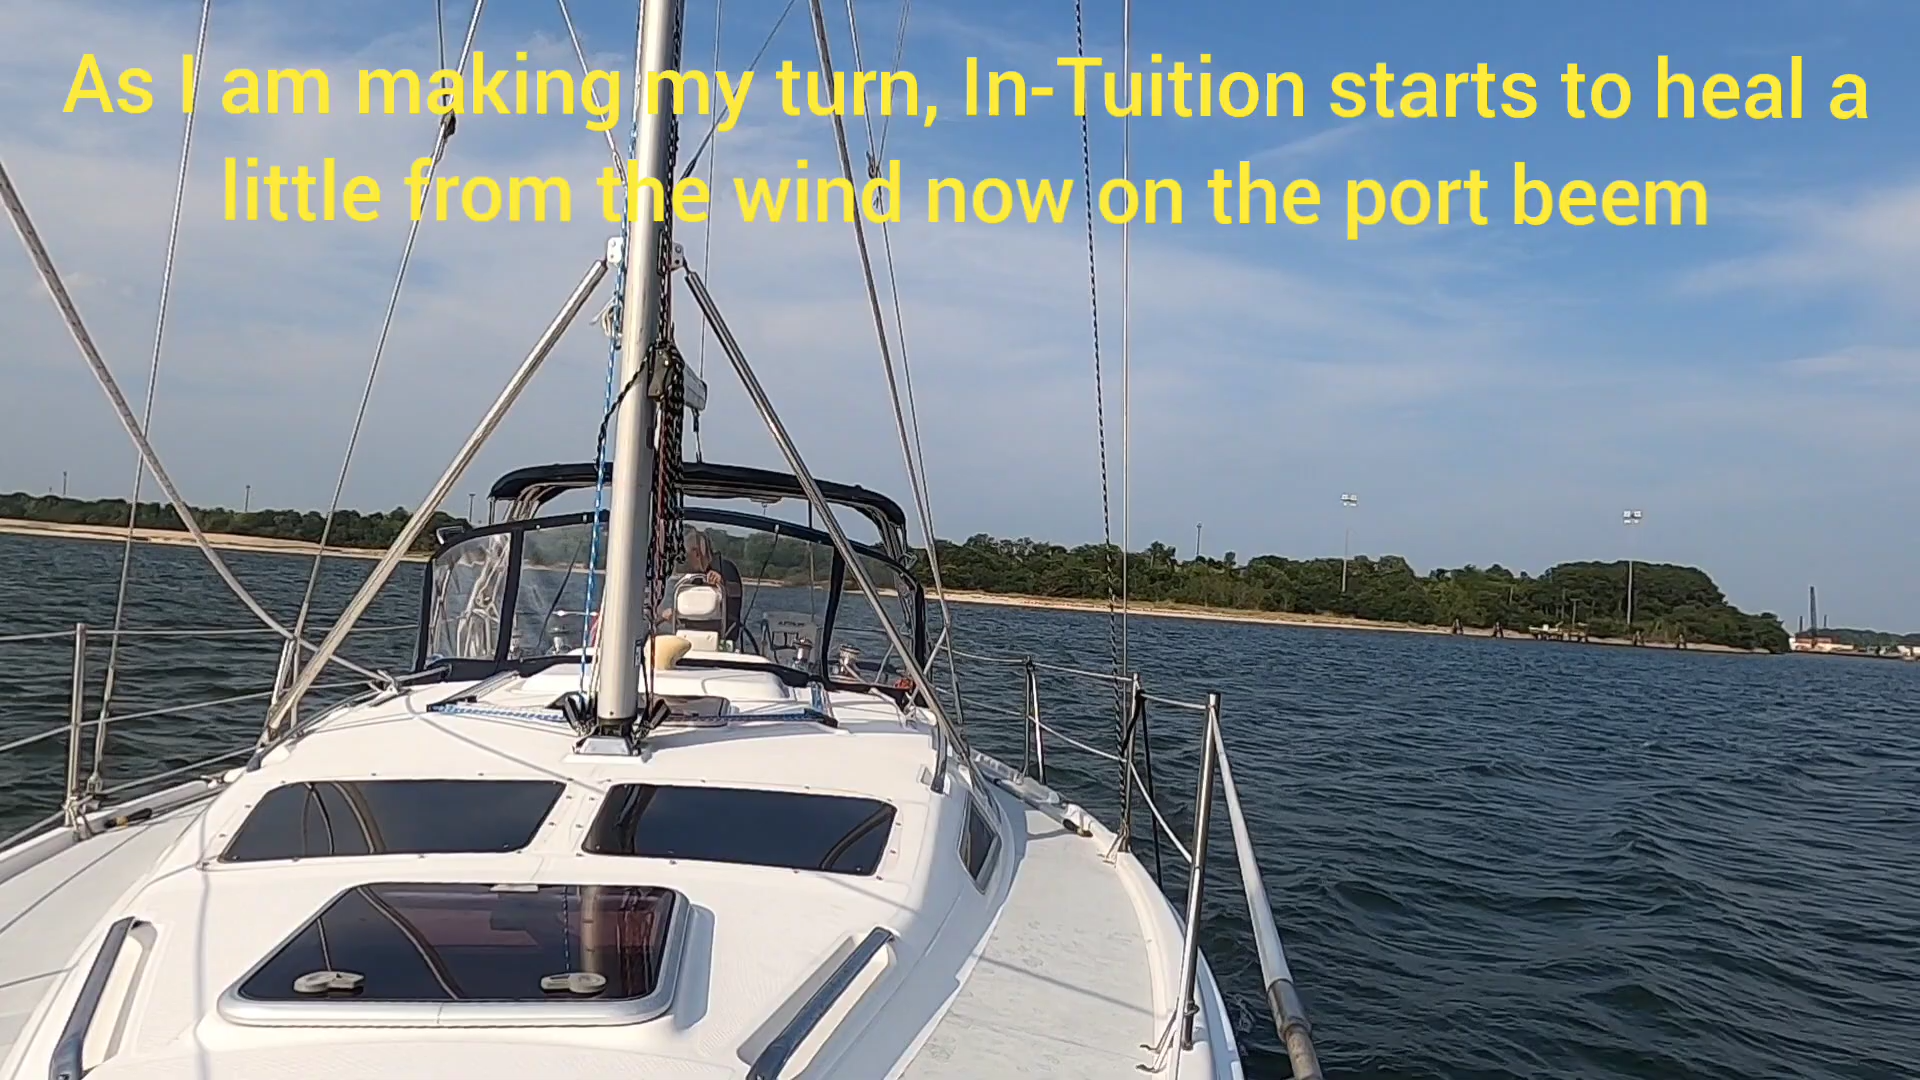 As I am making my turn, In-Tuition starts to heal a
little from the wind now on the port beem